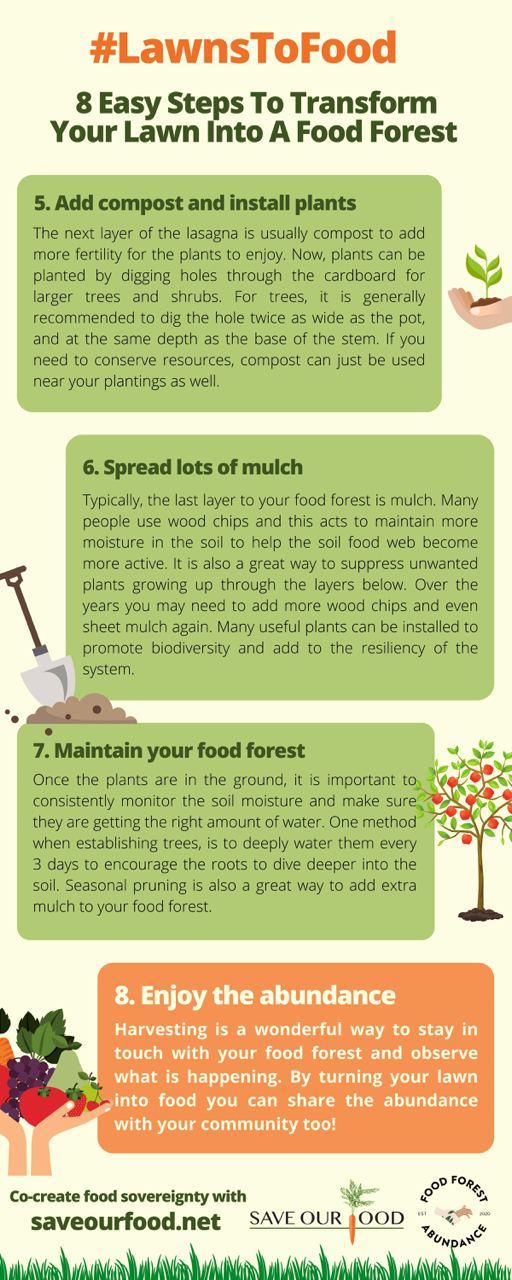 #LawnsToFood
8 Easy Steps To Transform
Your Lawn Into A Food Forest
5. Add compost and install plants
The next layer of the lasagna is usually compost to add
more fertility for the plants to enjoy. Now, plants can be
planted by digging holes through the cardboard for
larger trees and shrubs. For trees, it is generally
recommended to dig the hole twice as wide as the pot,
and at the same depth as the base of the stem. If you
need to conserve resources, compost can just be used
near your plantings as well.
6. Spread lots of mulch
Typically, the last layer to your food forest is mulch. Many
people use wood chips and this acts to maintain more
moisture in the soil to help the soil food web become
more active. It is also a great way to suppress unwanted
plants growing up through the layers below. Over the
years you may need to add more wood chips and even
sheet mulch again. Many useful plants can be installed to
promote biodiversity and add to the resiliency of the
system.
7. Maintain your food forest
Once the plants are in the ground, it is important to
consistently monitor the soil moisture and make sure
they are getting the right amount of water. One method
when establishing trees, is to deeply water them every
3 days to encourage the roots to dive deeper into the
soil. Seasonal pruning is also a great way to add extra
mulch to your food forest.
8. Enjoy the abundance
Harvesting is a wonderful way to stay in
touch with your food forest and observe
what is happening. By turning your lawn
into food you can share the abundance
with your community too!
Co-create food sovereignty with
saveourfood.net
SAVE OUR FOOD
FOOD FOREST
EST 2020
ABUNDANCE